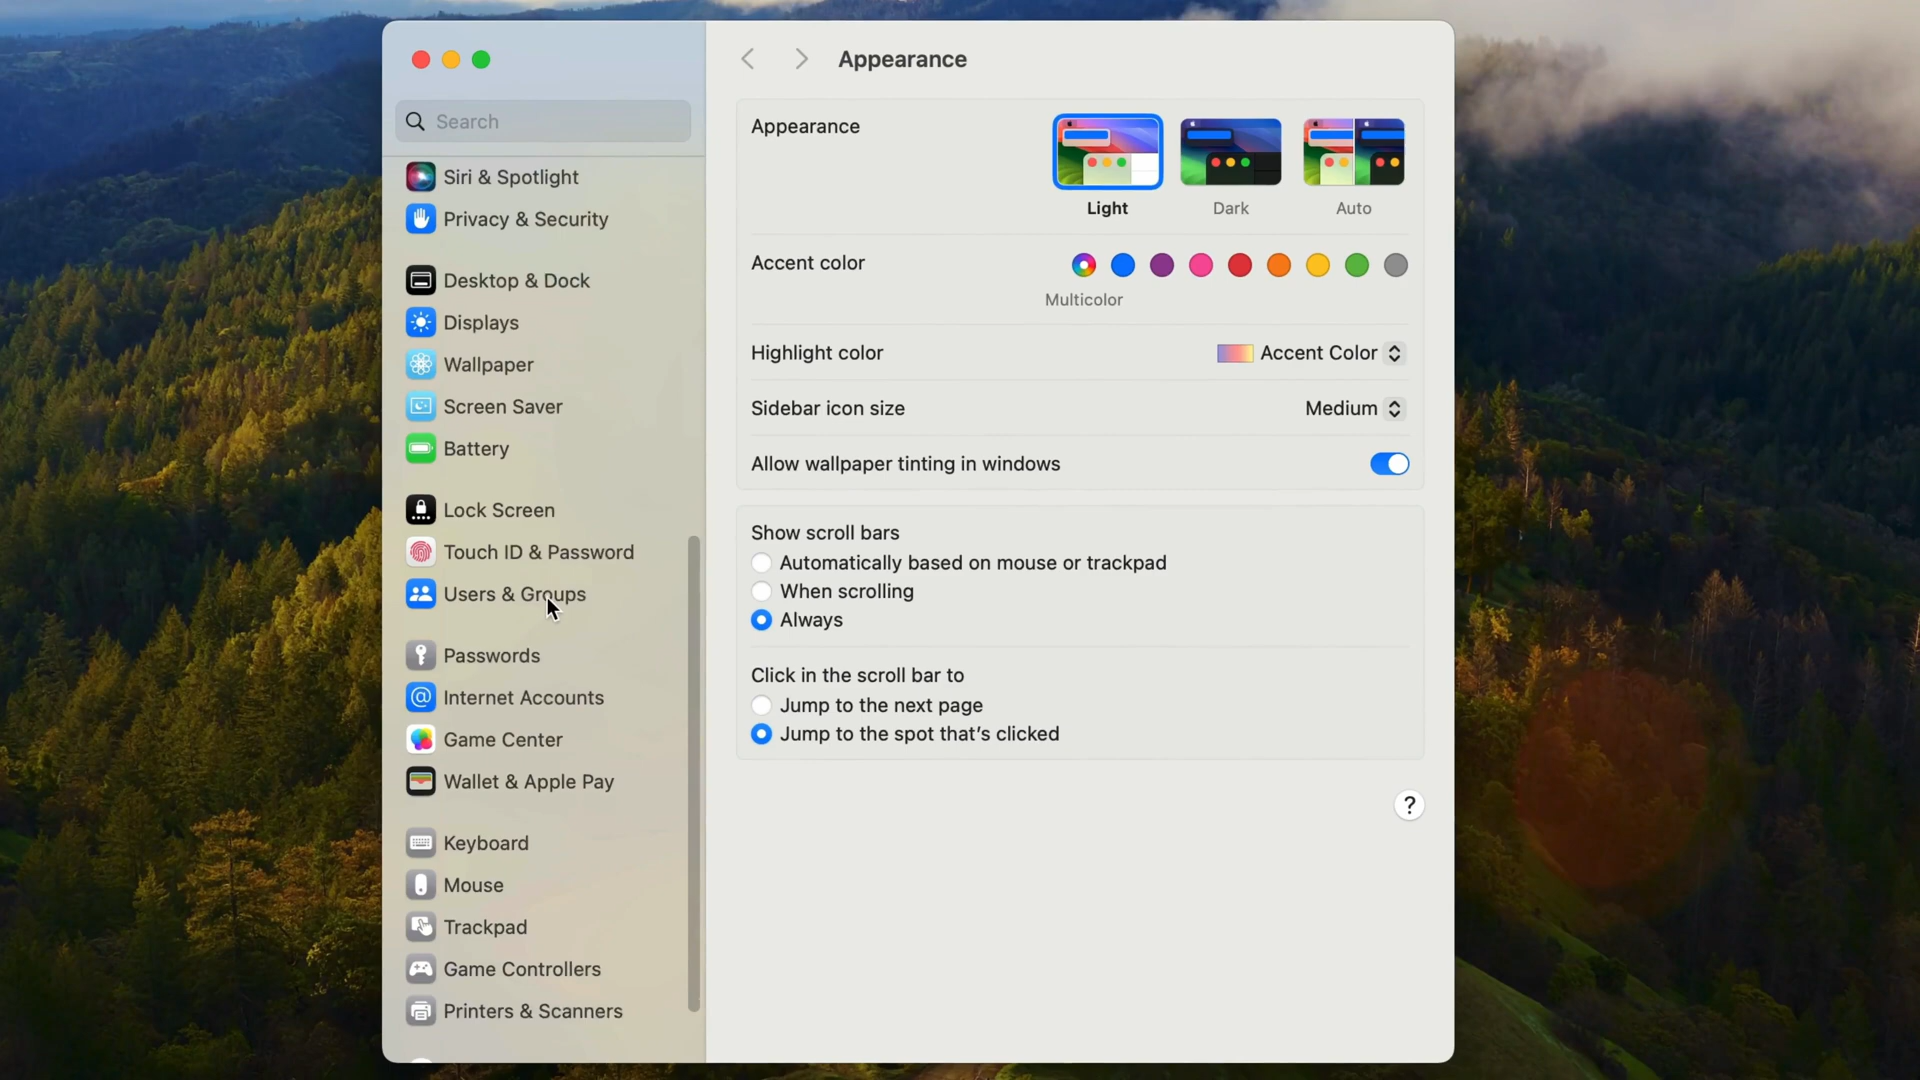 Search
Siri & Spotlight
Privacy & Security
Desktop & Dock
Displays
Wallpaper
Screen Saver
Battery
Lock Screen
Touch ID & Password
Users & Groups
Passwords
Internet Accounts
Game Center
Wallet & Apple Pay
Keyboard
Mouse
Trackpad
Game Controllers
Printers & Scanners
Appearance
Appearance
Light
Dark
Auto
Accent color
Multicolor
Highlight color
Accent Color
Sidebar icon size
Medium
Allow wallpaper tinting in windows
Show scroll bars
Automatically based on mouse or trackpad
When scrolling
Always
Click in the scroll bar to
Jump to the next page
Jump to the spot that’s clicked
?